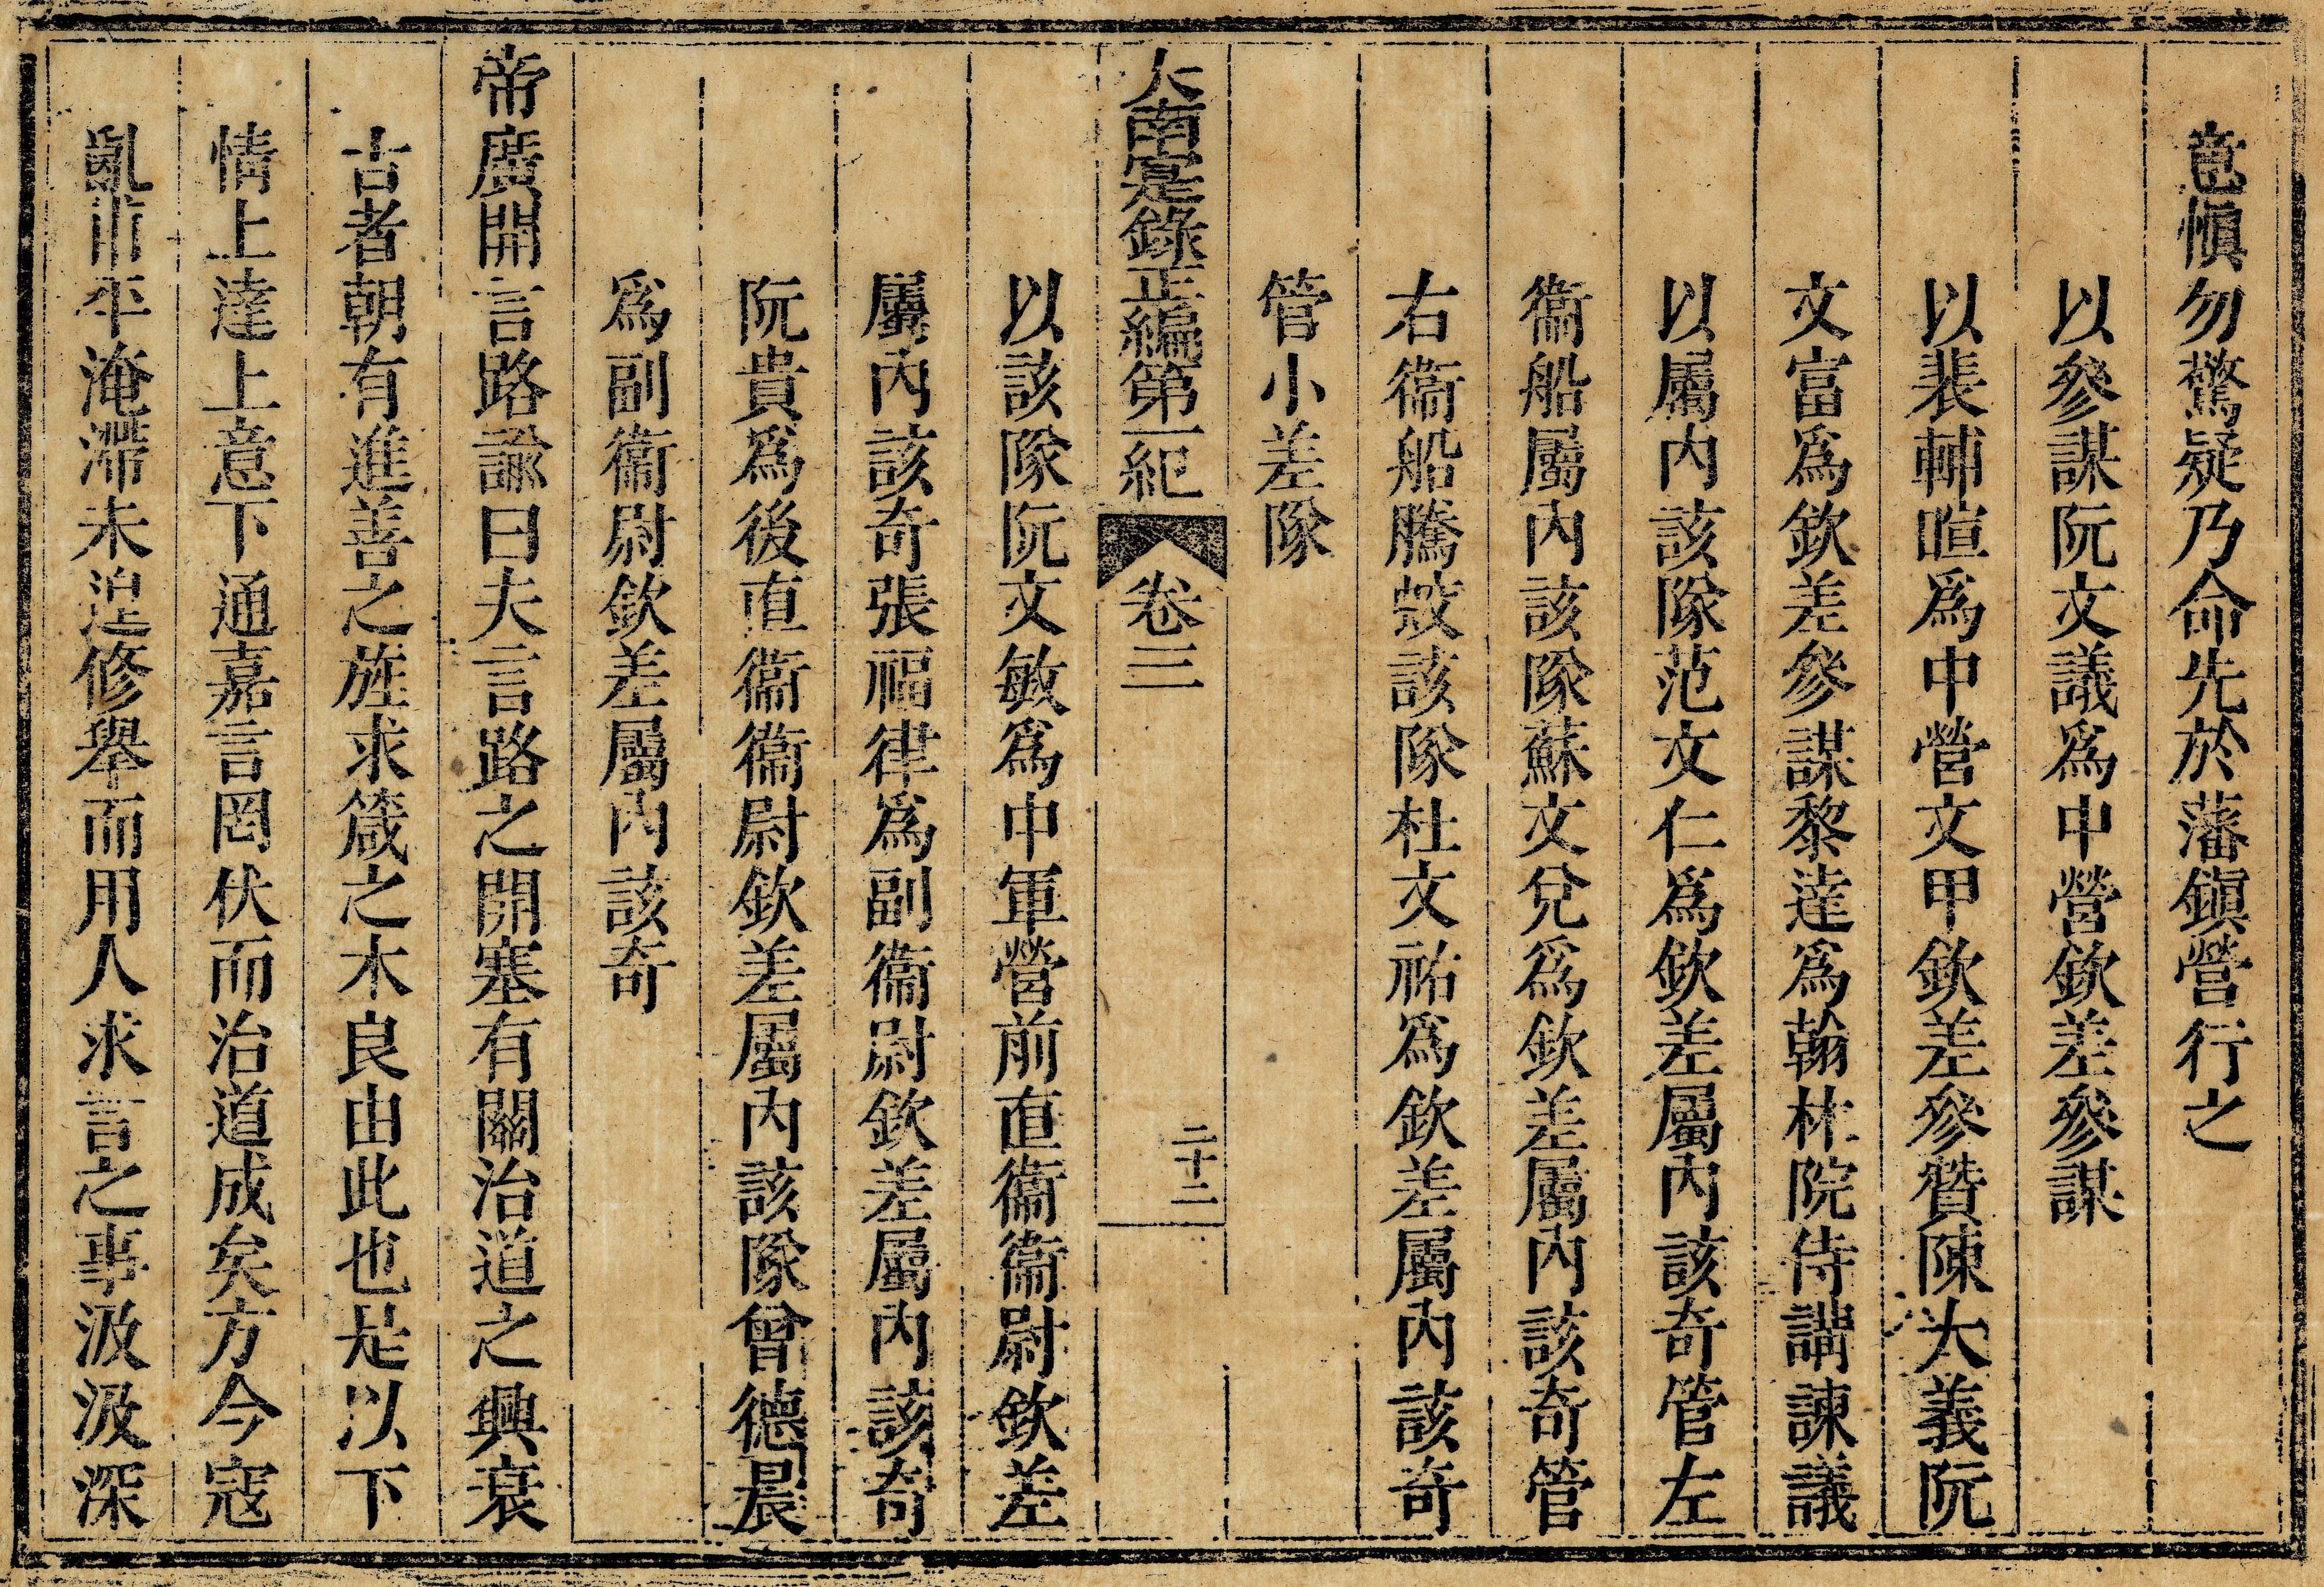 意慎勿驚疑乃命先於藩鎭營行之
以參謀阮文議爲中營欽差參謀
以裴輔暄爲中營文甲欽差參贊陳大義阮
文富爲欽差參謀黎達爲翰林院侍講諫議
以屬內該隊范文仁爲欽差屬內該奇管左
衞船屬內該隊蘇文兌爲欽差屬內該奇管
右衞船騰蛟該隊杜文祐爲欽差屬內該奇
管小差隊
大南寔錄正編第一紀 卷三 二十二
以該隊阮文敏爲中軍營前直衞衞尉欽差
屬內該奇張福律爲副衞尉欽差屬內該奇
阮貴爲後直衞衞尉欽差屬內該隊曾德晨
爲副衞尉欽差屬內該奇
帝廣開言路諭曰夫言路之開塞有關治道之興衰
古者朝有進善之旌求箴之木良由此也是以下
情上達上意下通嘉言罔伏而治道成矣方今寇
亂甫平淹滯未遑修舉而用人求言之事汲汲深